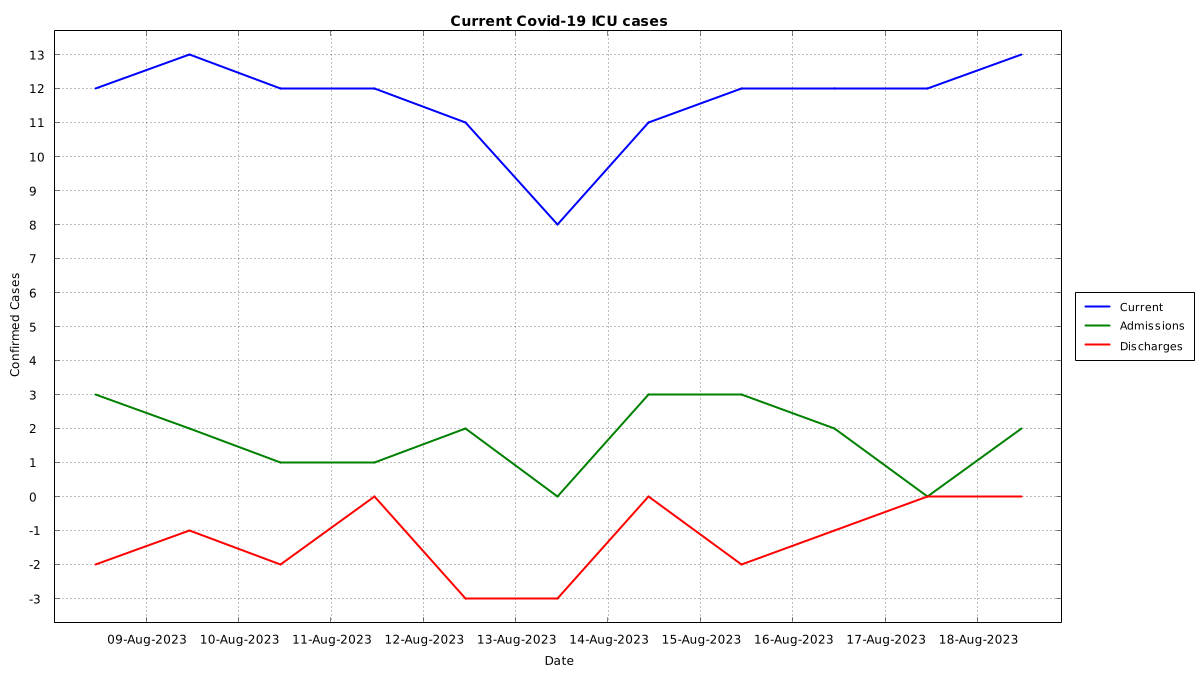 Current Covid-19 ICU cases
13
12
11
10
9
8
7
6
5
4
3
2
1
0
-1
-2
-3
Confirmed Cases
09-Aug-2023 10-Aug-2023 11-Aug-2023 12-Aug-2023 13-Aug-2023 14-Aug-2023 15-Aug-2023 16-Aug-2023 17-Aug-2023 18-Aug-2023
Date
Current
Admissions
Discharges